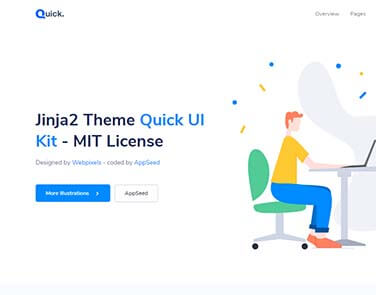 Quick.
Overview Pages
Jinja2 Theme Quick UI
Kit - MIT License
Designed by Webpixels - coded by AppSeed
More Illustrations > AppSeed